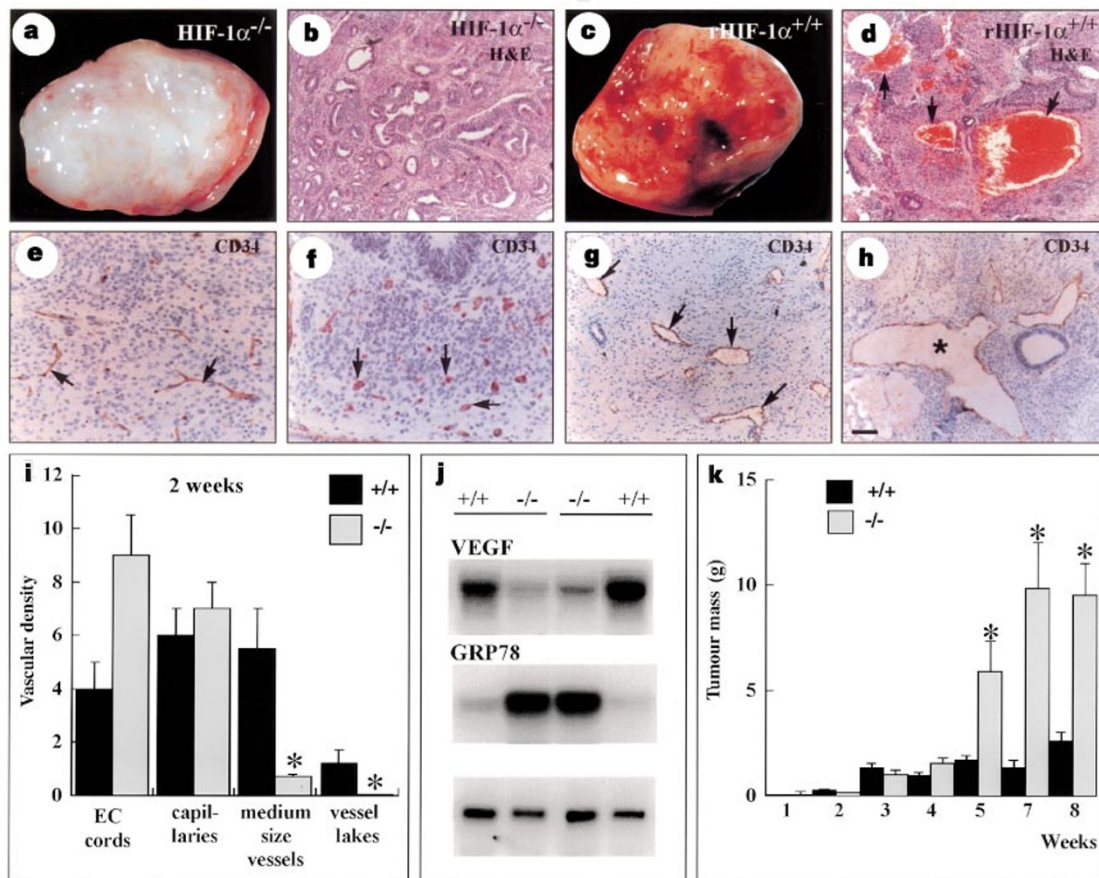 a
HIF-1α-/-
b
HIF-1α-/-
H&E
c
rHIF-1α+/+
d
rHIF-1α+/+
H&E
e
CD34
f
CD34
g
CD34
h
CD34
*
i
2 weeks
+/+
-/-
Vascular density
12
10
8
6
4
2
0
*
*
EC
cords
capil-
laries
medium
size
vessels
vessel
lakes
j
+/+ -/- -/- +/+
VEGF
GRP78
k
+/+
-/-
Tumour mass (g)
15
10
5
0
*
*
*
1 2 3 4 5 7 8
Weeks